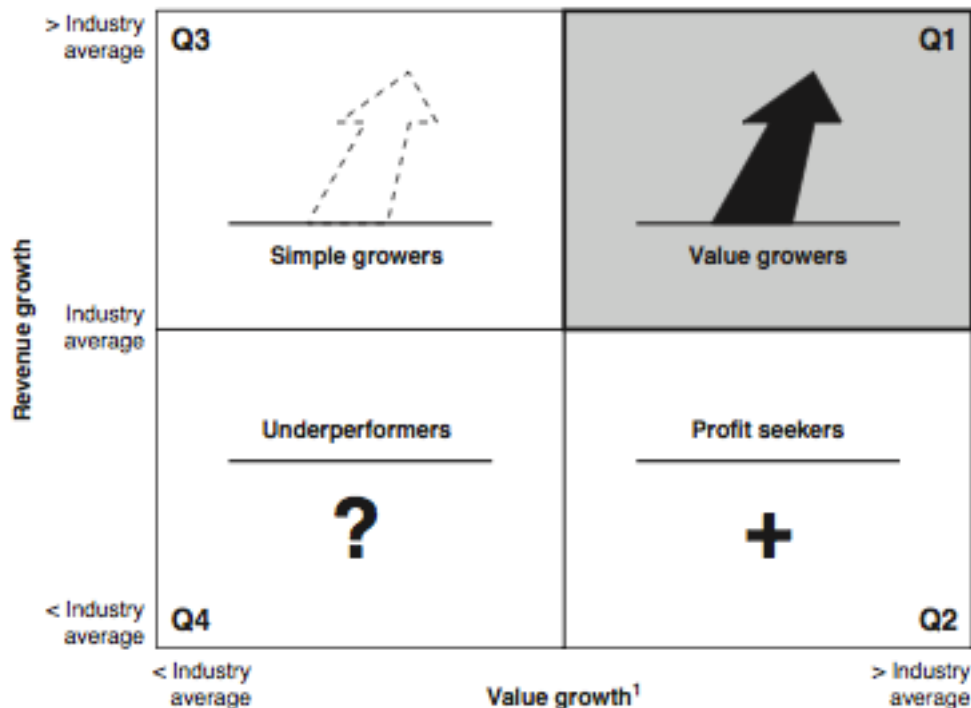 > Industry
average
Q3
Q1
Simple growers
Value growers
Revenue growth
Industry
average
Underperformers
Profit seekers
?
+
< Industry
average
Q4
Q2
< Industry
average
Value growth¹
> Industry
average